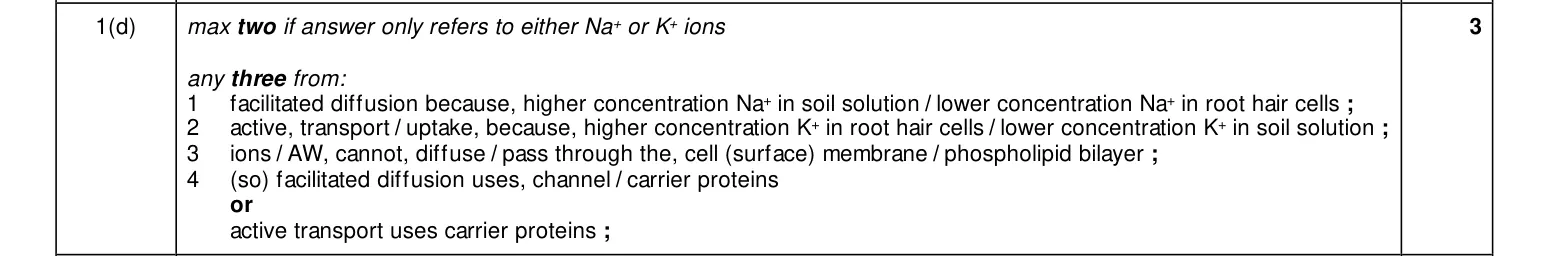 1(d) max two if answer only refers to either Na⁺ or K⁺ ions 3
any three from:
1 facilitated diffusion because, higher concentration Na⁺ in soil solution / lower concentration Na⁺ in root hair cells ;
2 active, transport / uptake, because, higher concentration K⁺ in root hair cells / lower concentration K⁺ in soil solution ;
3 ions / AW, cannot, diffuse / pass through the, cell (surface) membrane / phospholipid bilayer ;
4 (so) facilitated diffusion uses, channel / carrier proteins
or
active transport uses carrier proteins ;